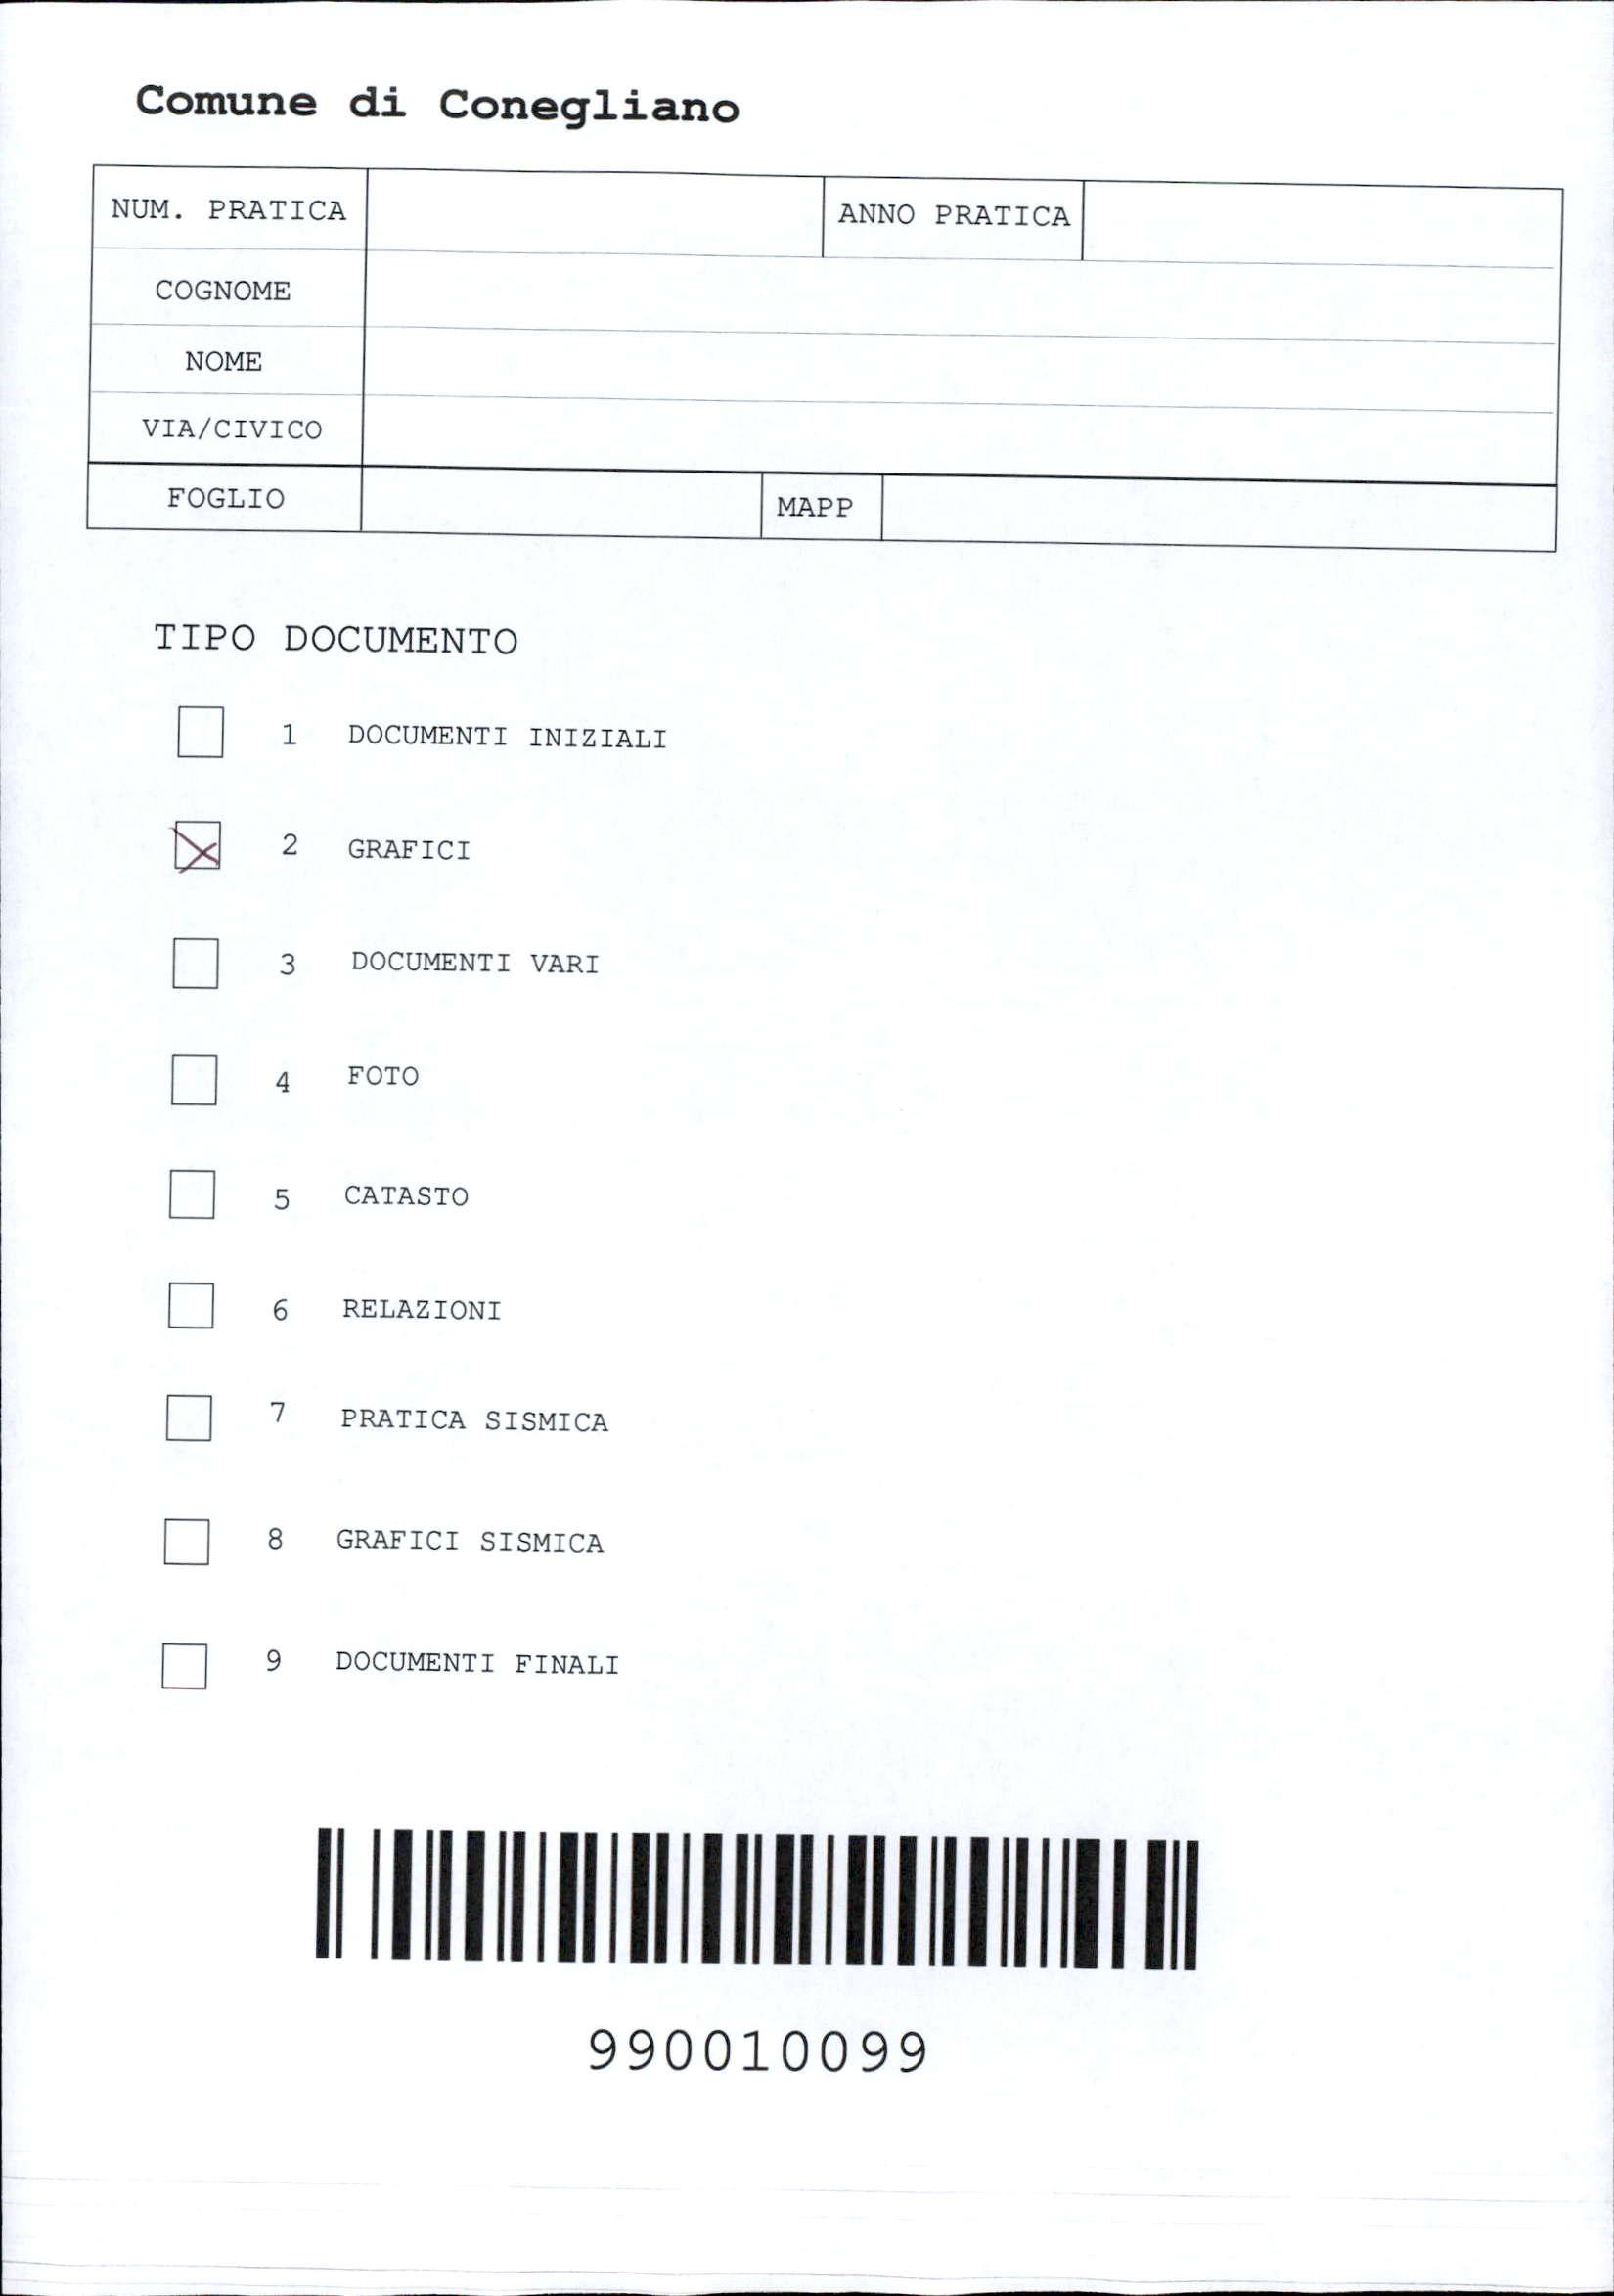 Comune di Conegliano
NUM. PRATICA ANNO PRATICA
COGNOME
NOME
VIA/CIVICO
FOGLIO MAPP
TIPO DOCUMENTO
1 DOCUMENTI INIZIALI
2 GRAFICI
3 DOCUMENTI VARI
4 FOTO
5 CATASTO
6 RELAZIONI
7 PRATICA SISMICA
8 GRAFICI SISMICA
9 DOCUMENTI FINALI
990010099